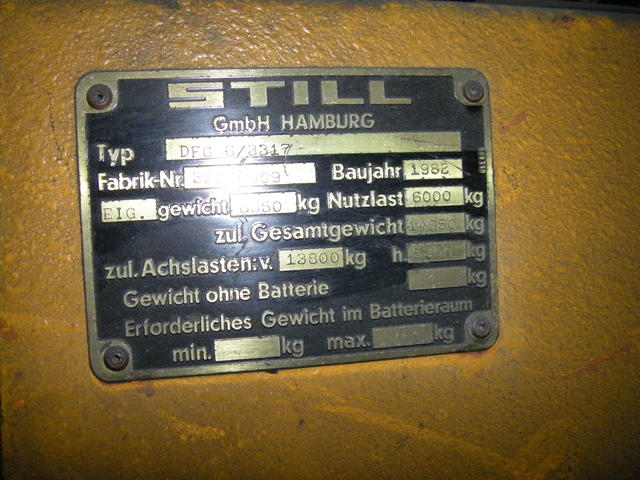 STILL
GmbH HAMBURG
Typ DFG 6/3317
Fabrik-Nr. Baujahr 1982
EIG. gewicht kg Nutzlast 6000 kg
zul. Gesamtgewicht kg
zul. Achslasten: v. 13800 kg h. kg
Gewicht ohne Batterie kg
Erforderliches Gewicht im Batterieraum
min. kg max. kg